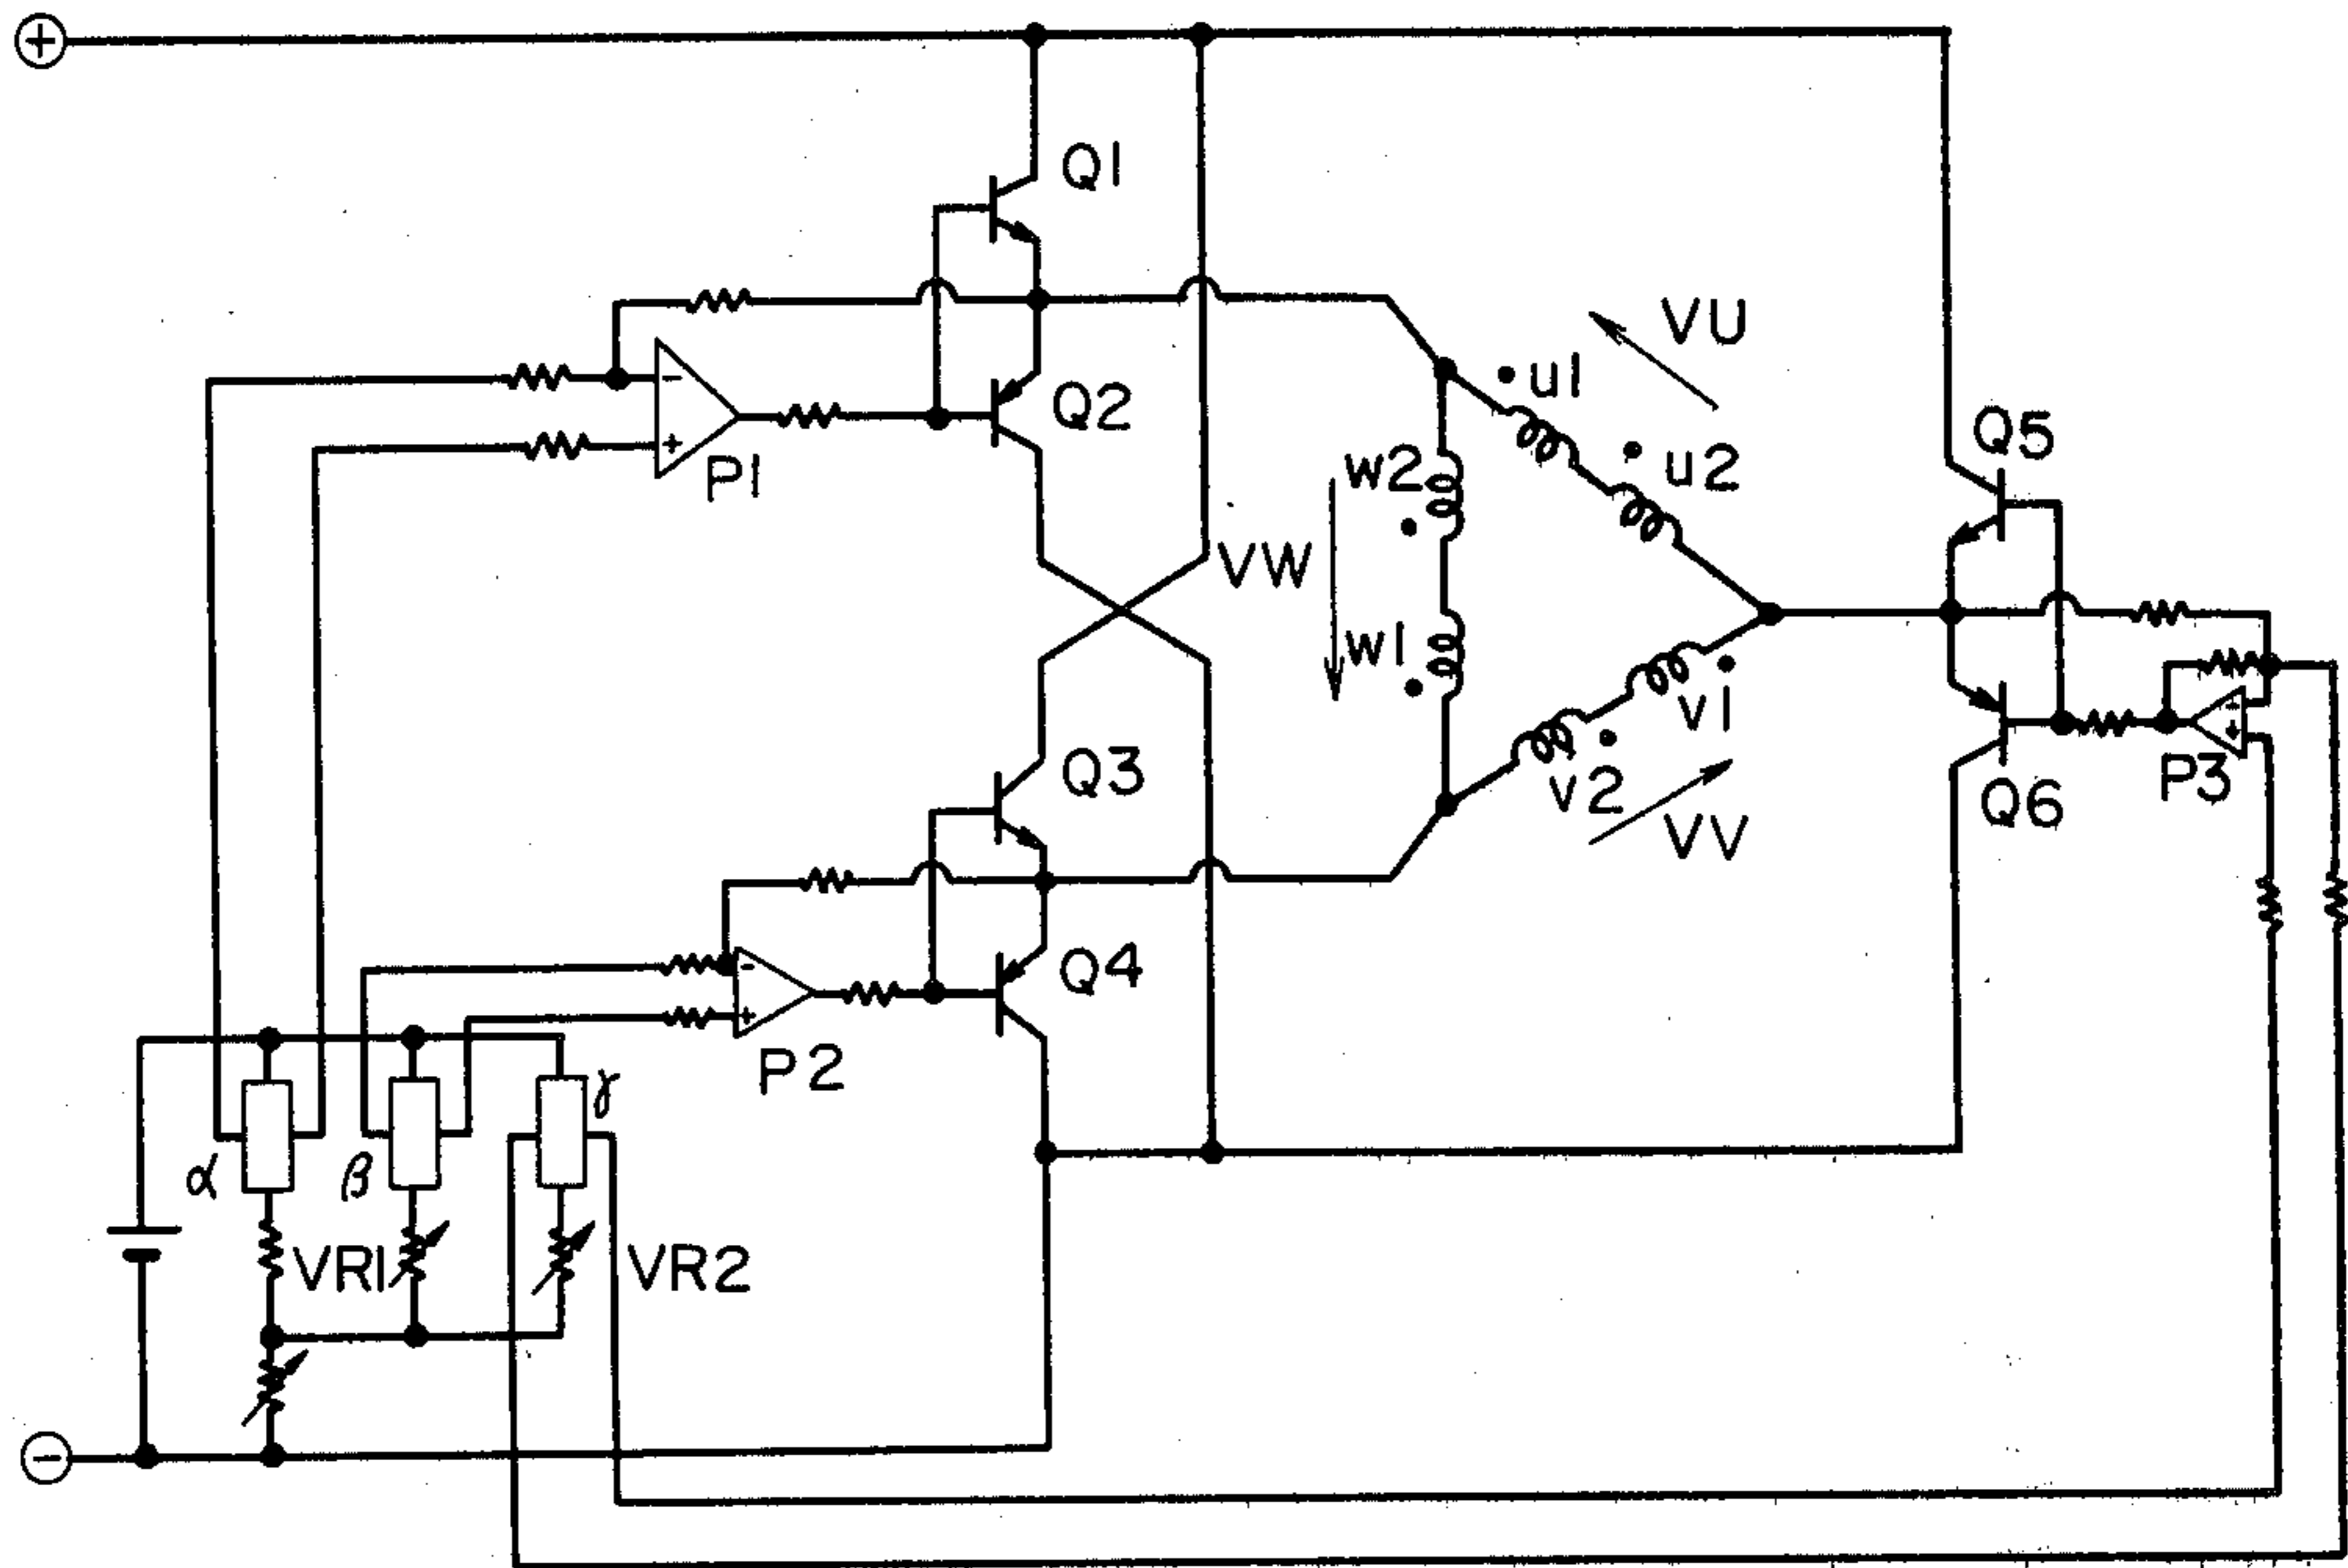 +
Q1
VU
u1
−
Q2
Q5
u2
w2
+
P1
VW
w1
v1
−
+
Q3
v2
P3
Q6
VV
−
Q4
+
P2
γ
α
β
VR1
VR2
−